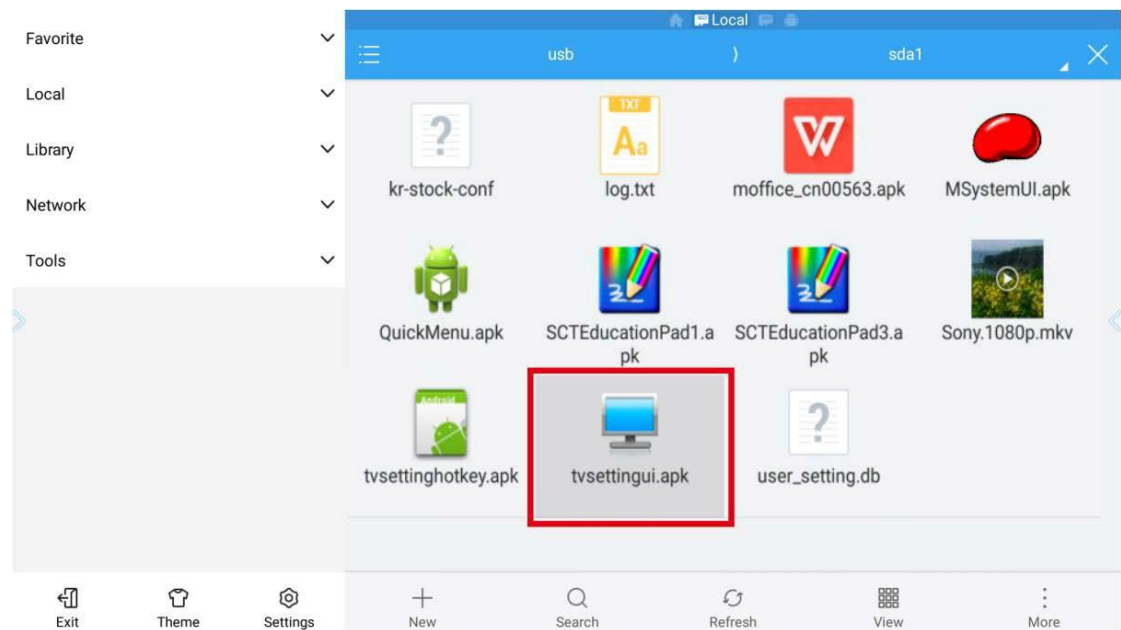 Favorite
Local
Library
Network
Tools
Exit
Theme
Settings
Local
usb
sda1
?
TXT
Aa
W
kr-stock-conf
log.txt
moffice_cn00563.apk
MSystemUI.apk
QuickMenu.apk
SCTEducationPad1.a
pk
SCTEducationPad3.a
pk
Sony.1080p.mkv
Android
?
tvsettinghotkey.apk
tvsettingui.apk
user_setting.db
New
Search
Refresh
View
More